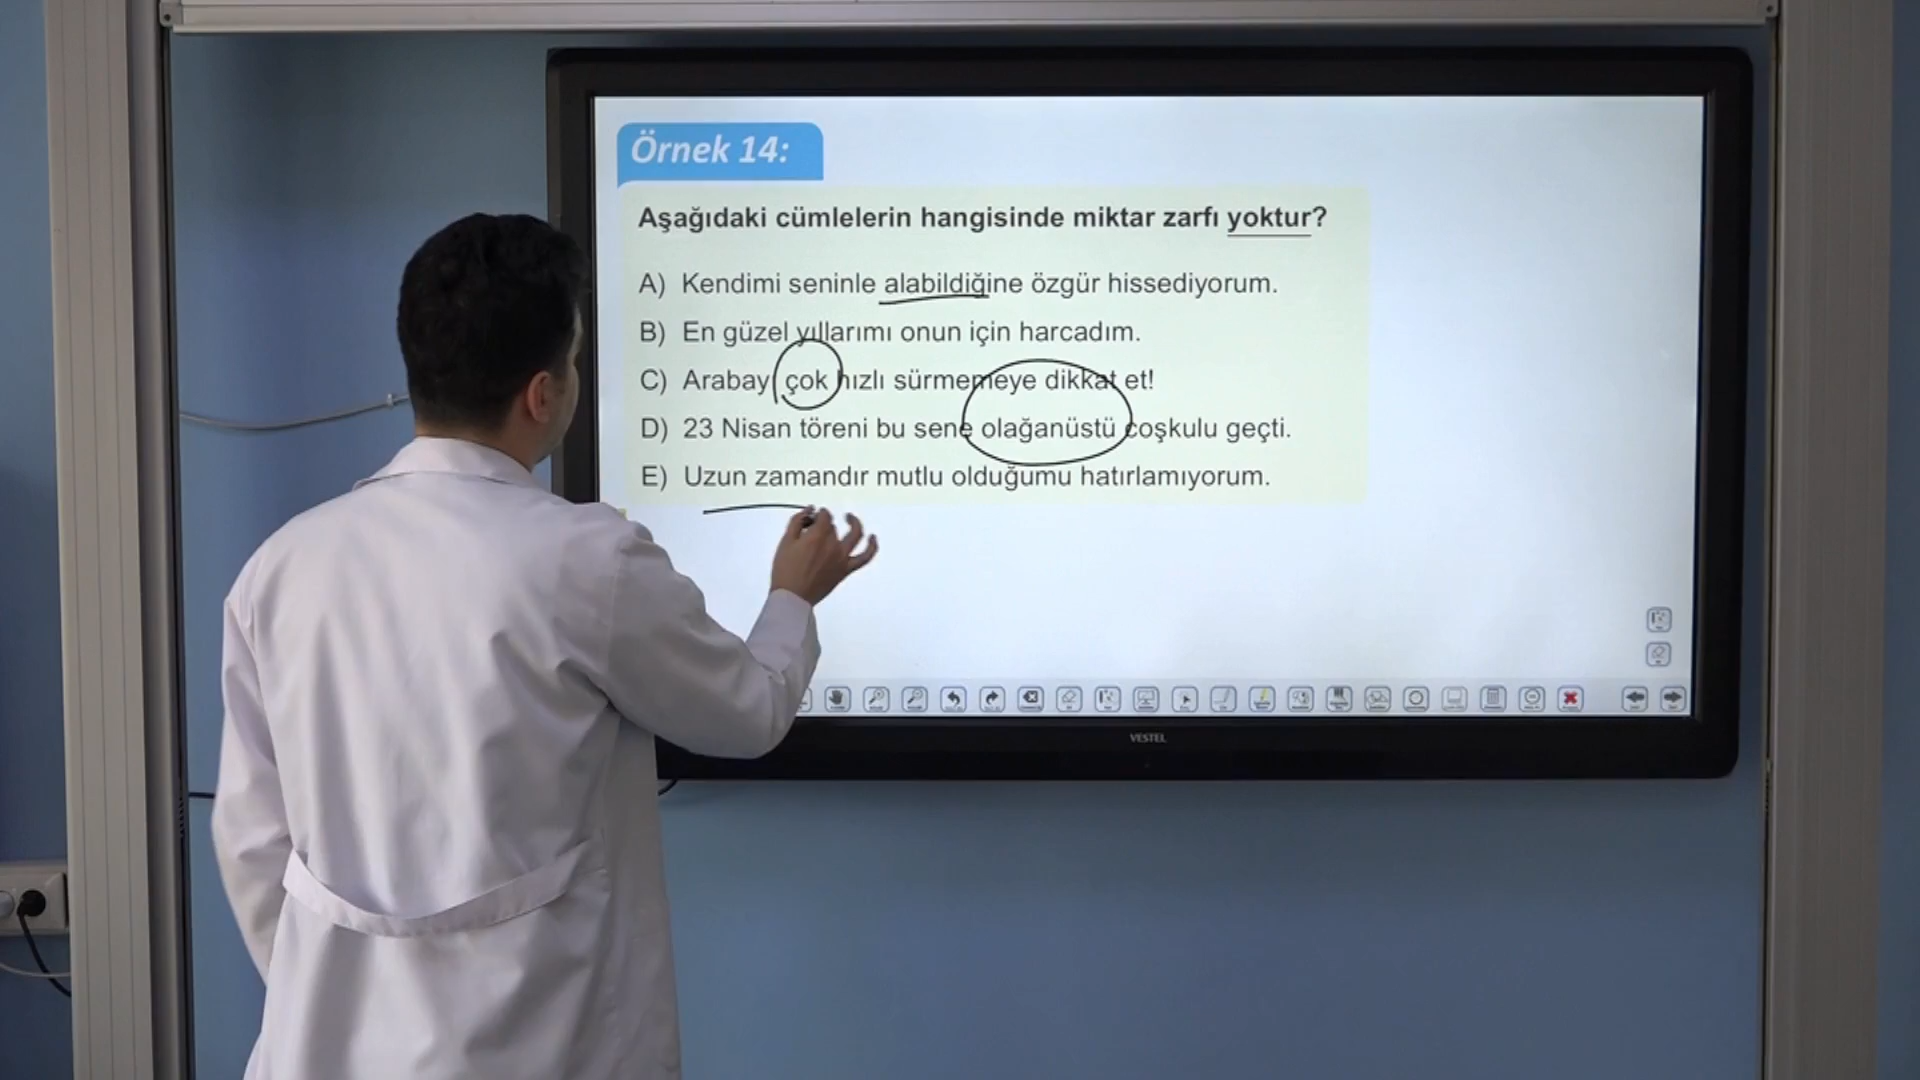 Örnek 14:
Aşağıdaki cümlelerin hangisinde miktar zarfı yoktur?
A) Kendimi seninle alabildiğine özgür hissediyorum.
B) En güzel yıllarımı onun için harcadım.
C) Arabayı çok hızlı sürmemeye dikkat et!
D) 23 Nisan töreni bu sene olağanüstü coşkulu geçti.
E) Uzun zamandır mutlu olduğumu hatırlamıyorum.
VESTEL